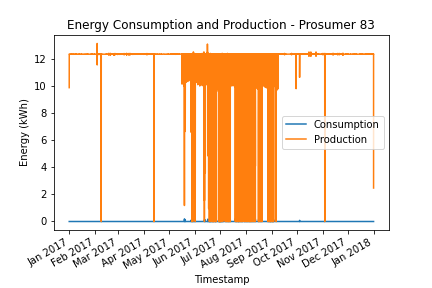 Energy Consumption and Production - Prosumer 83
Energy (kWh)
12
10
8
6
4
2
0
Consumption
Production
Jan 2017
Feb 2017
Mar 2017
Apr 2017
May 2017
Jun 2017
Jul 2017
Aug 2017
Sep 2017
Oct 2017
Nov 2017
Dec 2017
Jan 2018
Timestamp